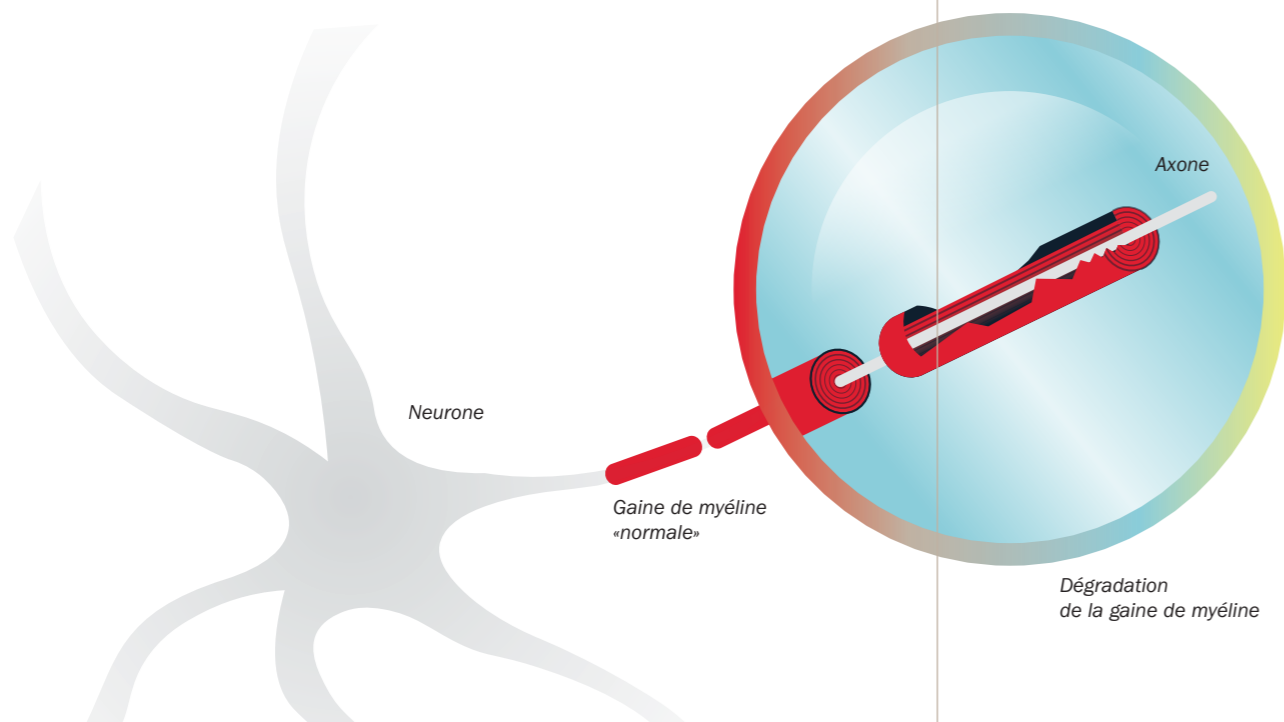 Axone
Neurone
Gaine de myéline
«normale»
Dégradation
de la gaine de myéline